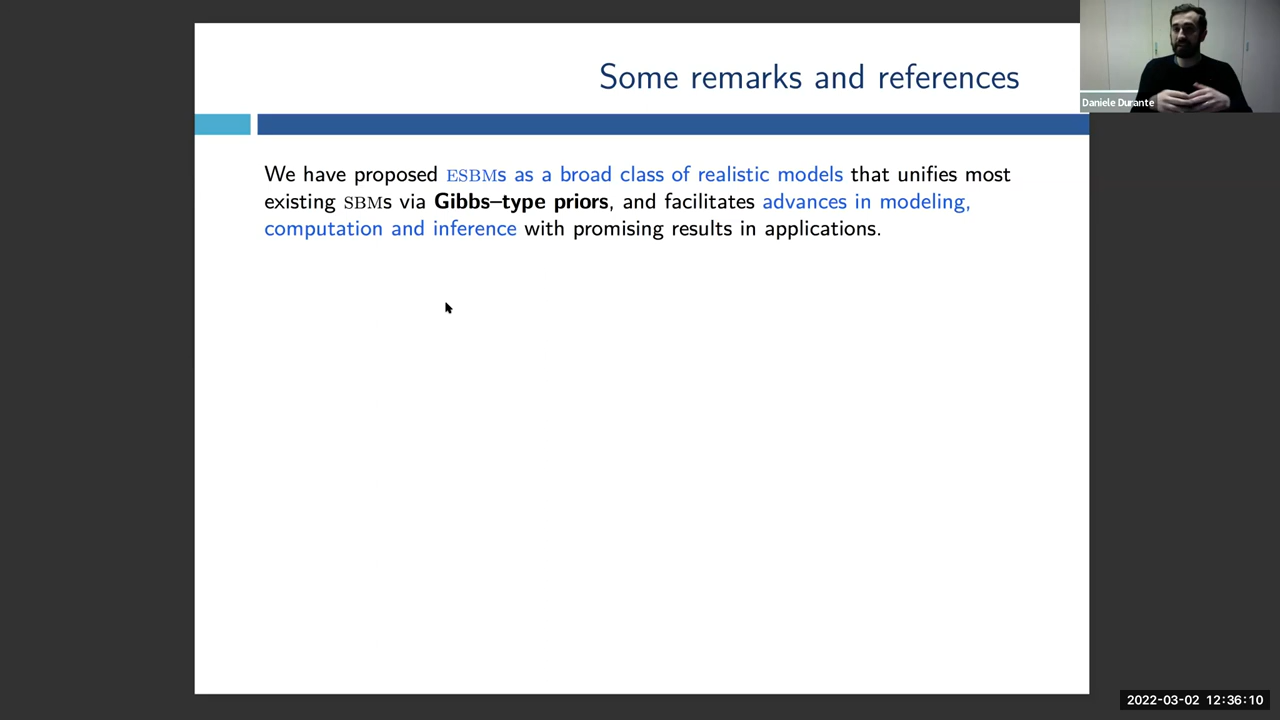 Some remarks and references
Daniele Durante
We have proposed ESBMs as a broad class of realistic models that unifies most
existing SBMs via Gibbs–type priors, and facilitates advances in modeling,
computation and inference with promising results in applications.
2022-03-02 12:36:10